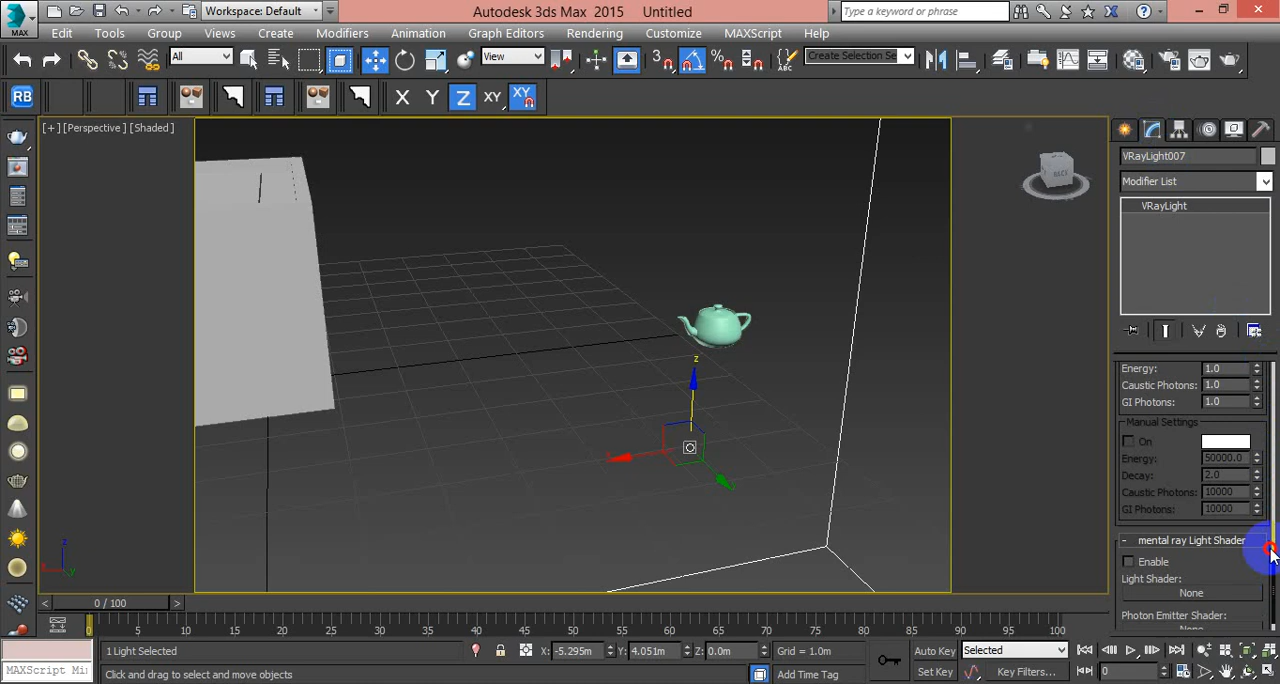 MAX
Workspace: Default
Autodesk 3ds Max 2015 Untitled
Type a keyword or phrase
Edit Tools Group Views Create Modifiers Animation Graph Editors Rendering Customize MAXScript Help
All
View
3
Create Selection Se
RB
X Y Z XY XY
[+] [Perspective ] [Shaded ]
BACK
z
x
y
z
VRayLight007
Modifier List
VRayLight
Energy: 1.0
Caustic Photons: 1.0
GI Photons: 1.0
Manual Settings
On
Energy: 50000.0
Decay: 2.0
Caustic Photons: 10000
GI Photons: 10000
- mental ray Light Shader
Enable
Light Shader:
None
Photon Emitter Shader:
< 0 / 100 >
0 5 10 15 20 25 30 35 40 45 50 55 60 65 70 75 80 85 90 95 100
1 Light Selected
X: -5.295m Y: 4.051m Z: 0.0m Grid = 1.0m
Auto Key Selected
MAXScript Mi
Click and drag to select and move objects
Add Time Tag
Set Key Key Filters...
0